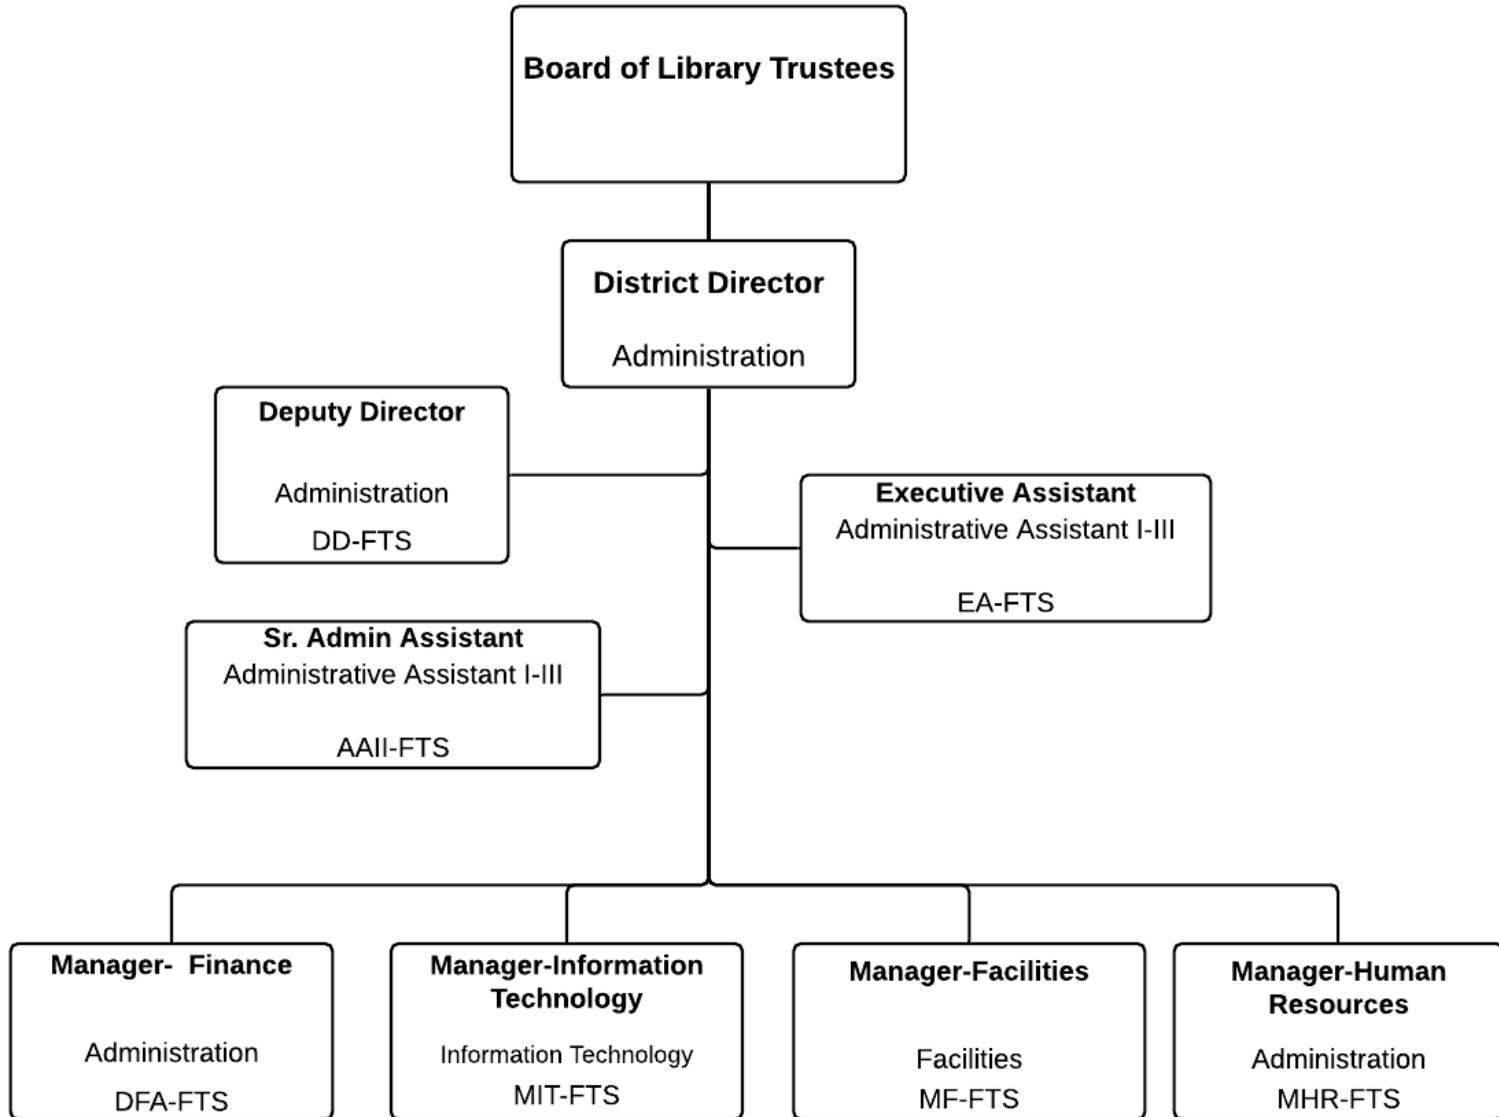 Board of Library Trustees
District Director
Administration
Deputy Director
Administration
DD-FTS
Executive Assistant
Administrative Assistant I-III
EA-FTS
Sr. Admin Assistant
Administrative Assistant I-III
AAII-FTS
Manager-  Finance
Administration
DFA-FTS
Manager-Information
Technology
Information Technology
MIT-FTS
Manager-Facilities
Facilities
MF-FTS
Manager-Human
Resources
Administration
MHR-FTS